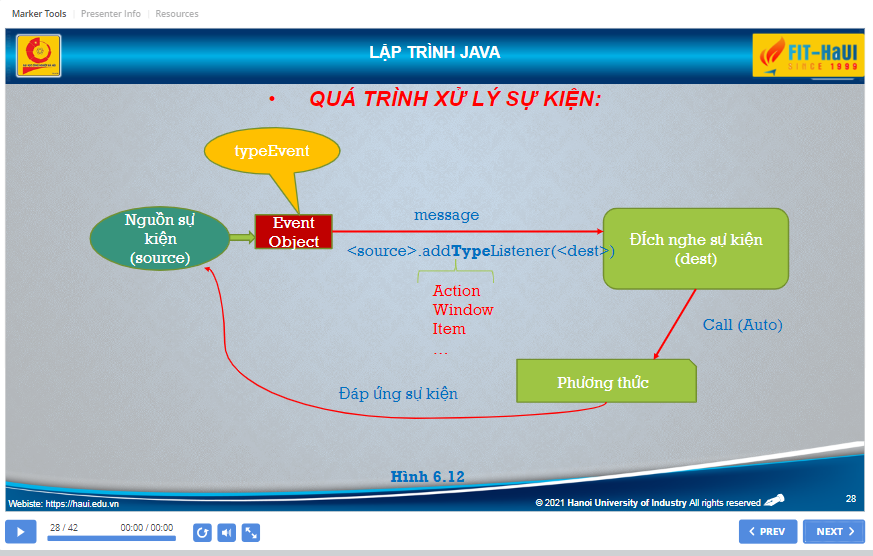 Marker Tools
Presenter Info
Resources
LẬP TRÌNH JAVA
FIT-HaUI
SINCE 1999
• QUÁ TRÌNH XỬ LÝ SỰ KIỆN:
typeEvent
Nguồn sự
kiện
(source)
Event
Object
message
<source>.addTypeListener(<dest>)
Action
Window
Item
...
ĐÍch nghe sự kiện
(dest)
Call (Auto)
Phương thức
Đáp ứng sự kiện
Hình 6.12
Webiste: https://haui.edu.vn
© 2021 Hanoi University of Industry All rights reserved
28
28 / 42
00:00 / 00:00
PREV
NEXT